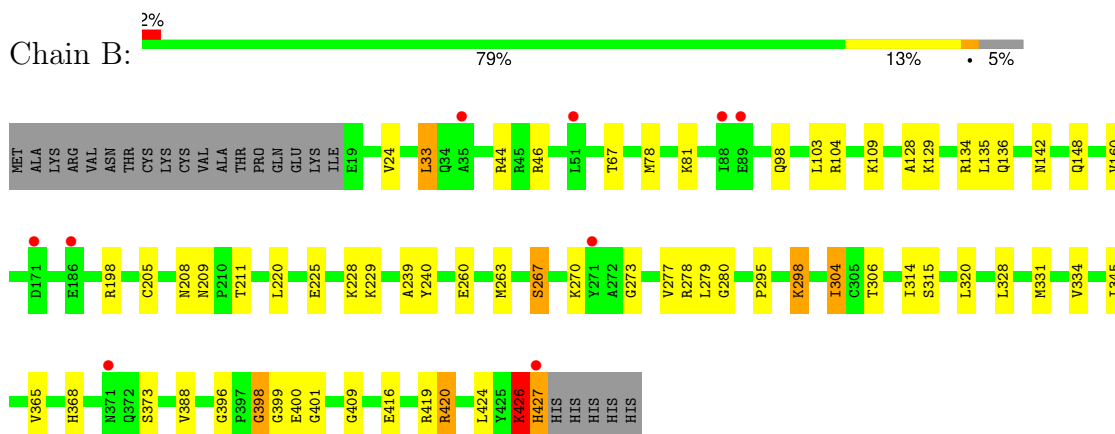 2%
Chain B:
79% 13% • 5%
MET ALA LYS ARG VAL ASN THR CYS LYS CYS VAL ALA THR PRO GLN GLU LYS ILE E19 V24 L33 Q34 A35 R44 R45 R46 L51 T67 M78 K81 I88 E89 Q98 L103 R104 K109 A128 K129 R134 L135 Q136 N142 Q148 V160
D171 E186 R198 C205 N208 N209 P210 T211 L220 E225 K228 K229 A239 Y240 E260 M263 S267 K270 Y271 A272 G273 V277 R278 L279 G280 P295 K298 I304 C305 T306 I314 S315 L320 L328 M331 V334
V365 H368 N371 Q372 S373 V388 G396 P397 G398 G399 E400 G401 G409 E416 R419 R420 L424 Y425 K426 H427 HIS HIS HIS HIS HIS